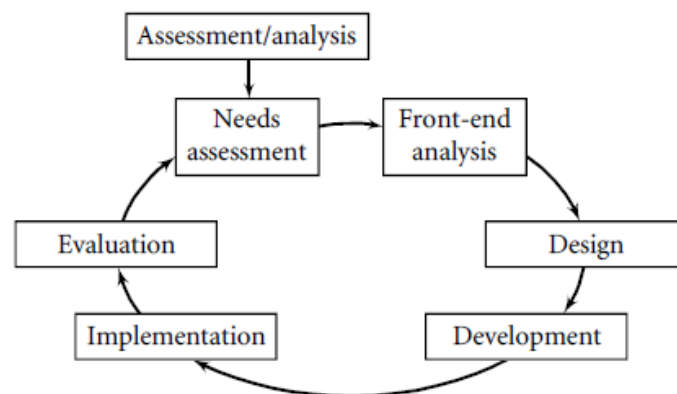 Assessment/analysis
Needs
assessment
Front-end
analysis
Evaluation
Design
Implementation
Development